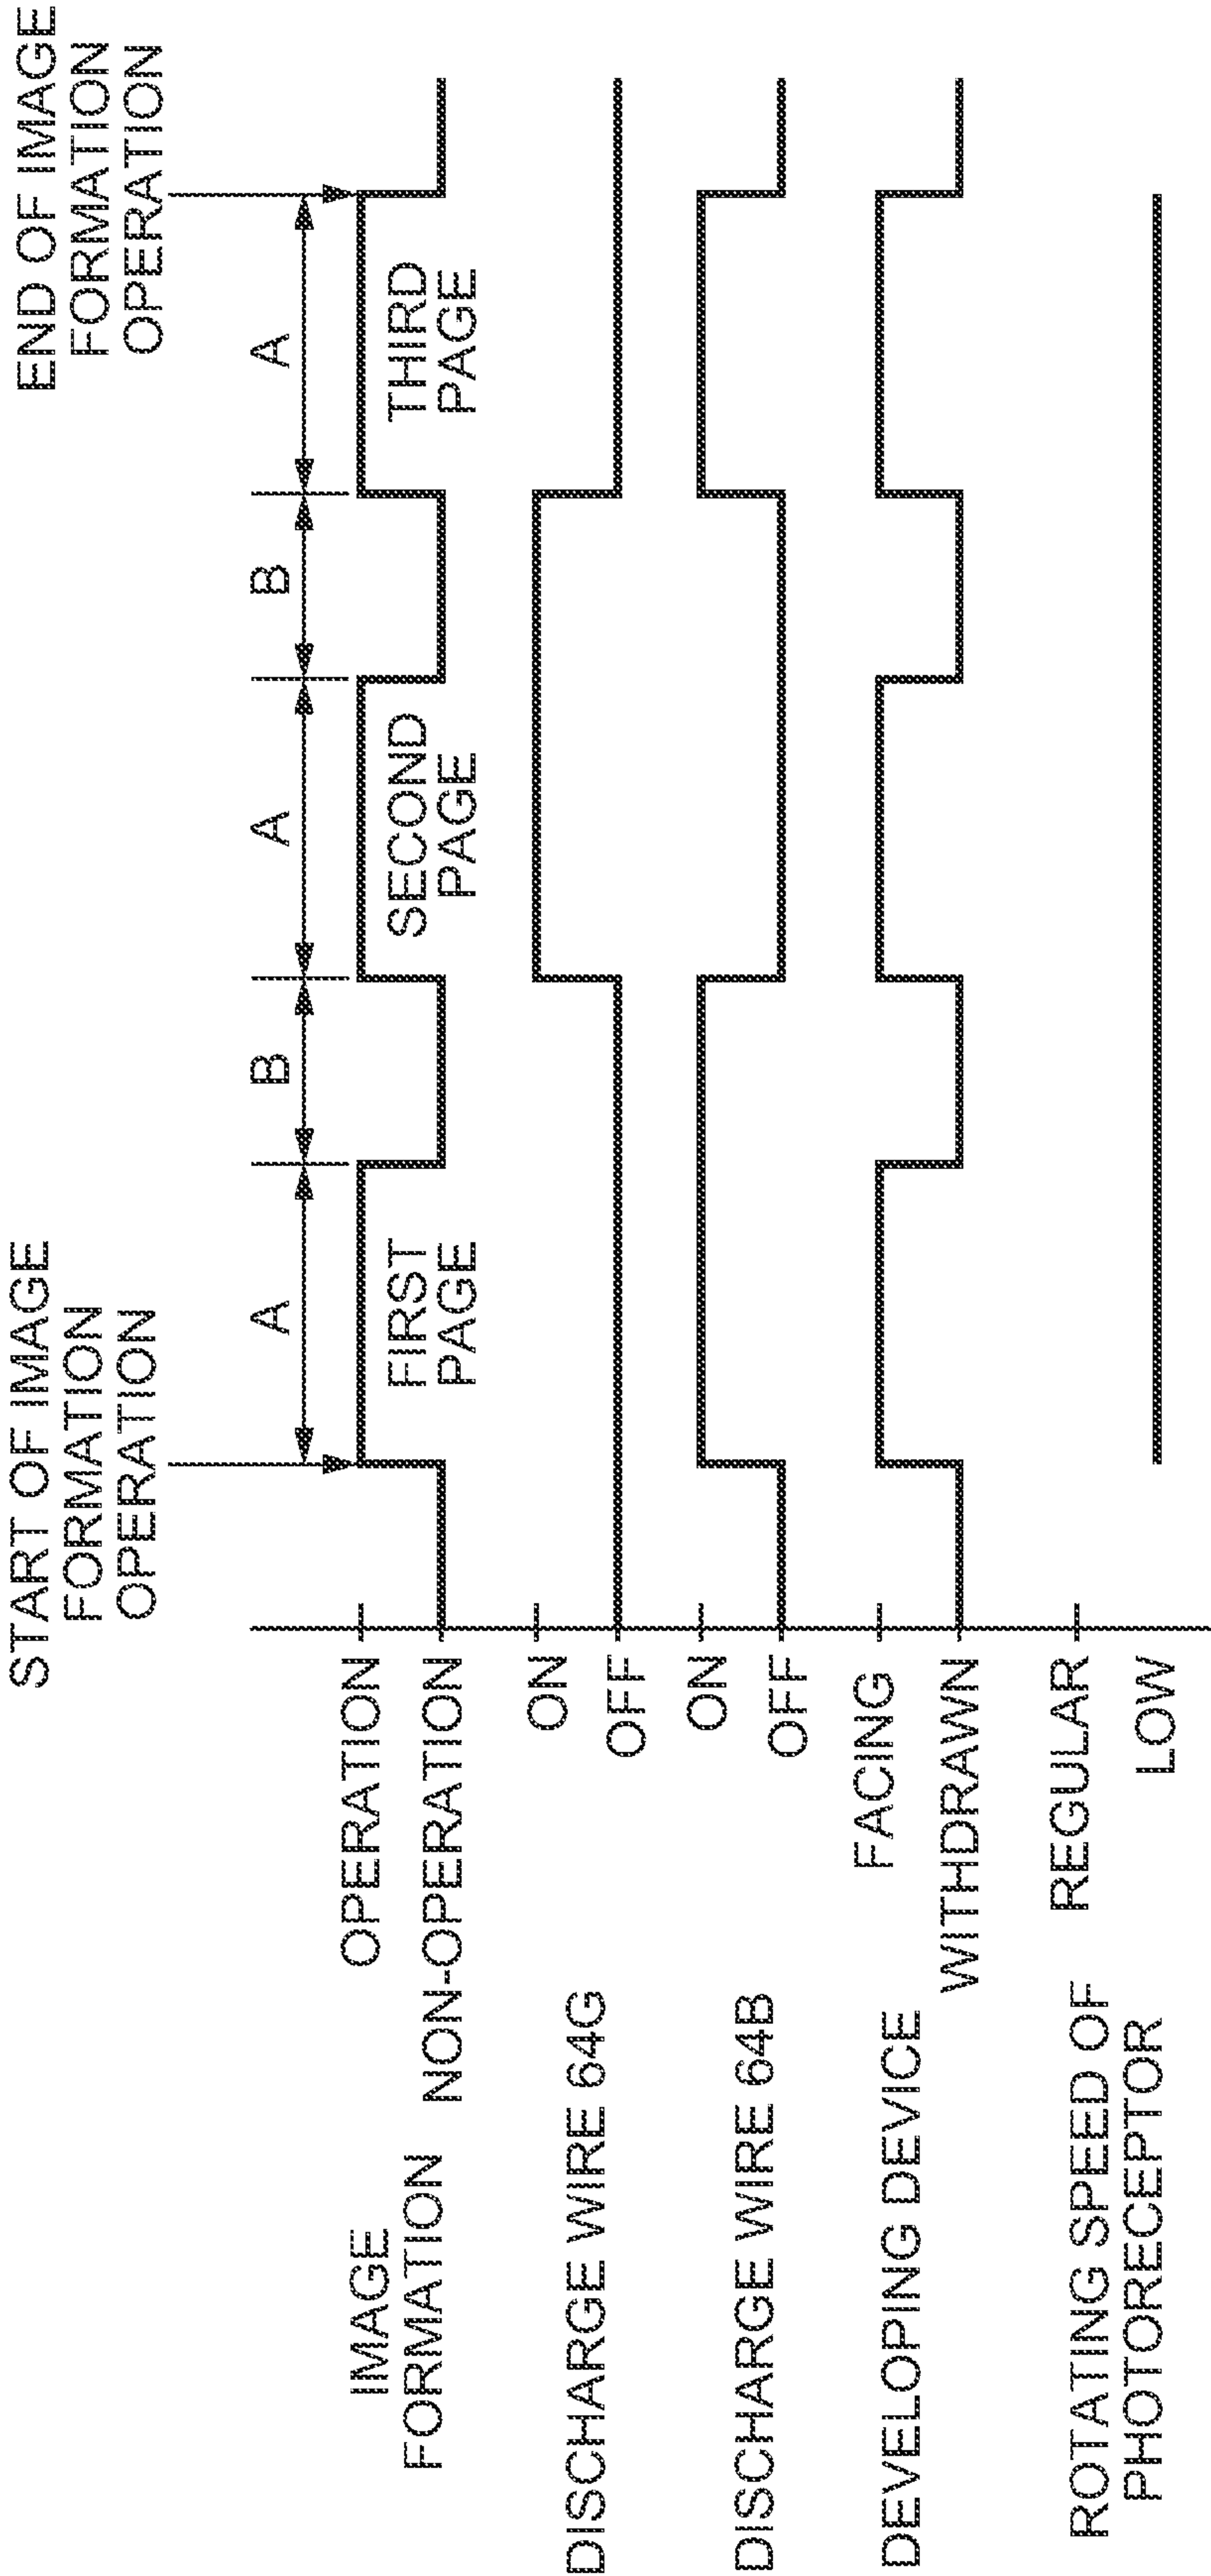 START OF IMAGE
FORMATION
OPERATION
END OF IMAGE
FORMATION
OPERATION
A
B
A
B
A
IMAGE
FORMATION
OPERATION
NON-OPERATION
FIRST
PAGE
SECOND
PAGE
THIRD
PAGE
DISCHARGE WIRE 64G
ON
OFF
DISCHARGE WIRE 64B
ON
OFF
DEVELOPING DEVICE
FACING
WITHDRAWN
ROTATING SPEED OF
PHOTORECEPTOR
REGULAR
LOW